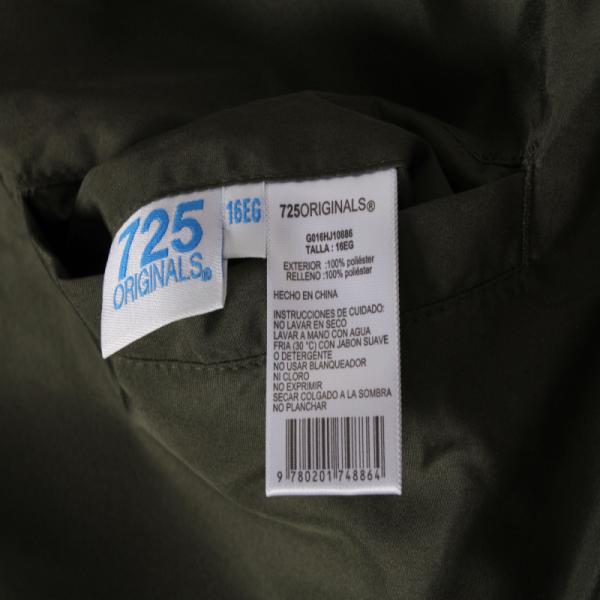 725
ORIGINALS®
16EG
725ORIGINALS®
G016HJ10686
TALLA : 16EG
EXTERIOR :100% poliéster
RELLENO :100% poliéster
HECHO EN CHINA
INSTRUCCIONES DE CUIDADO:
NO LAVAR EN SECO
LAVAR A MANO CON AGUA
FRIA (30 °C) CON JABON SUAVE
O DETERGENTE
NO USAR BLANQUEADOR
NI CLORO
NO EXPRIMIR
SECAR COLGADO A LA SOMBRA
NO PLANCHAR
9 780201 748864